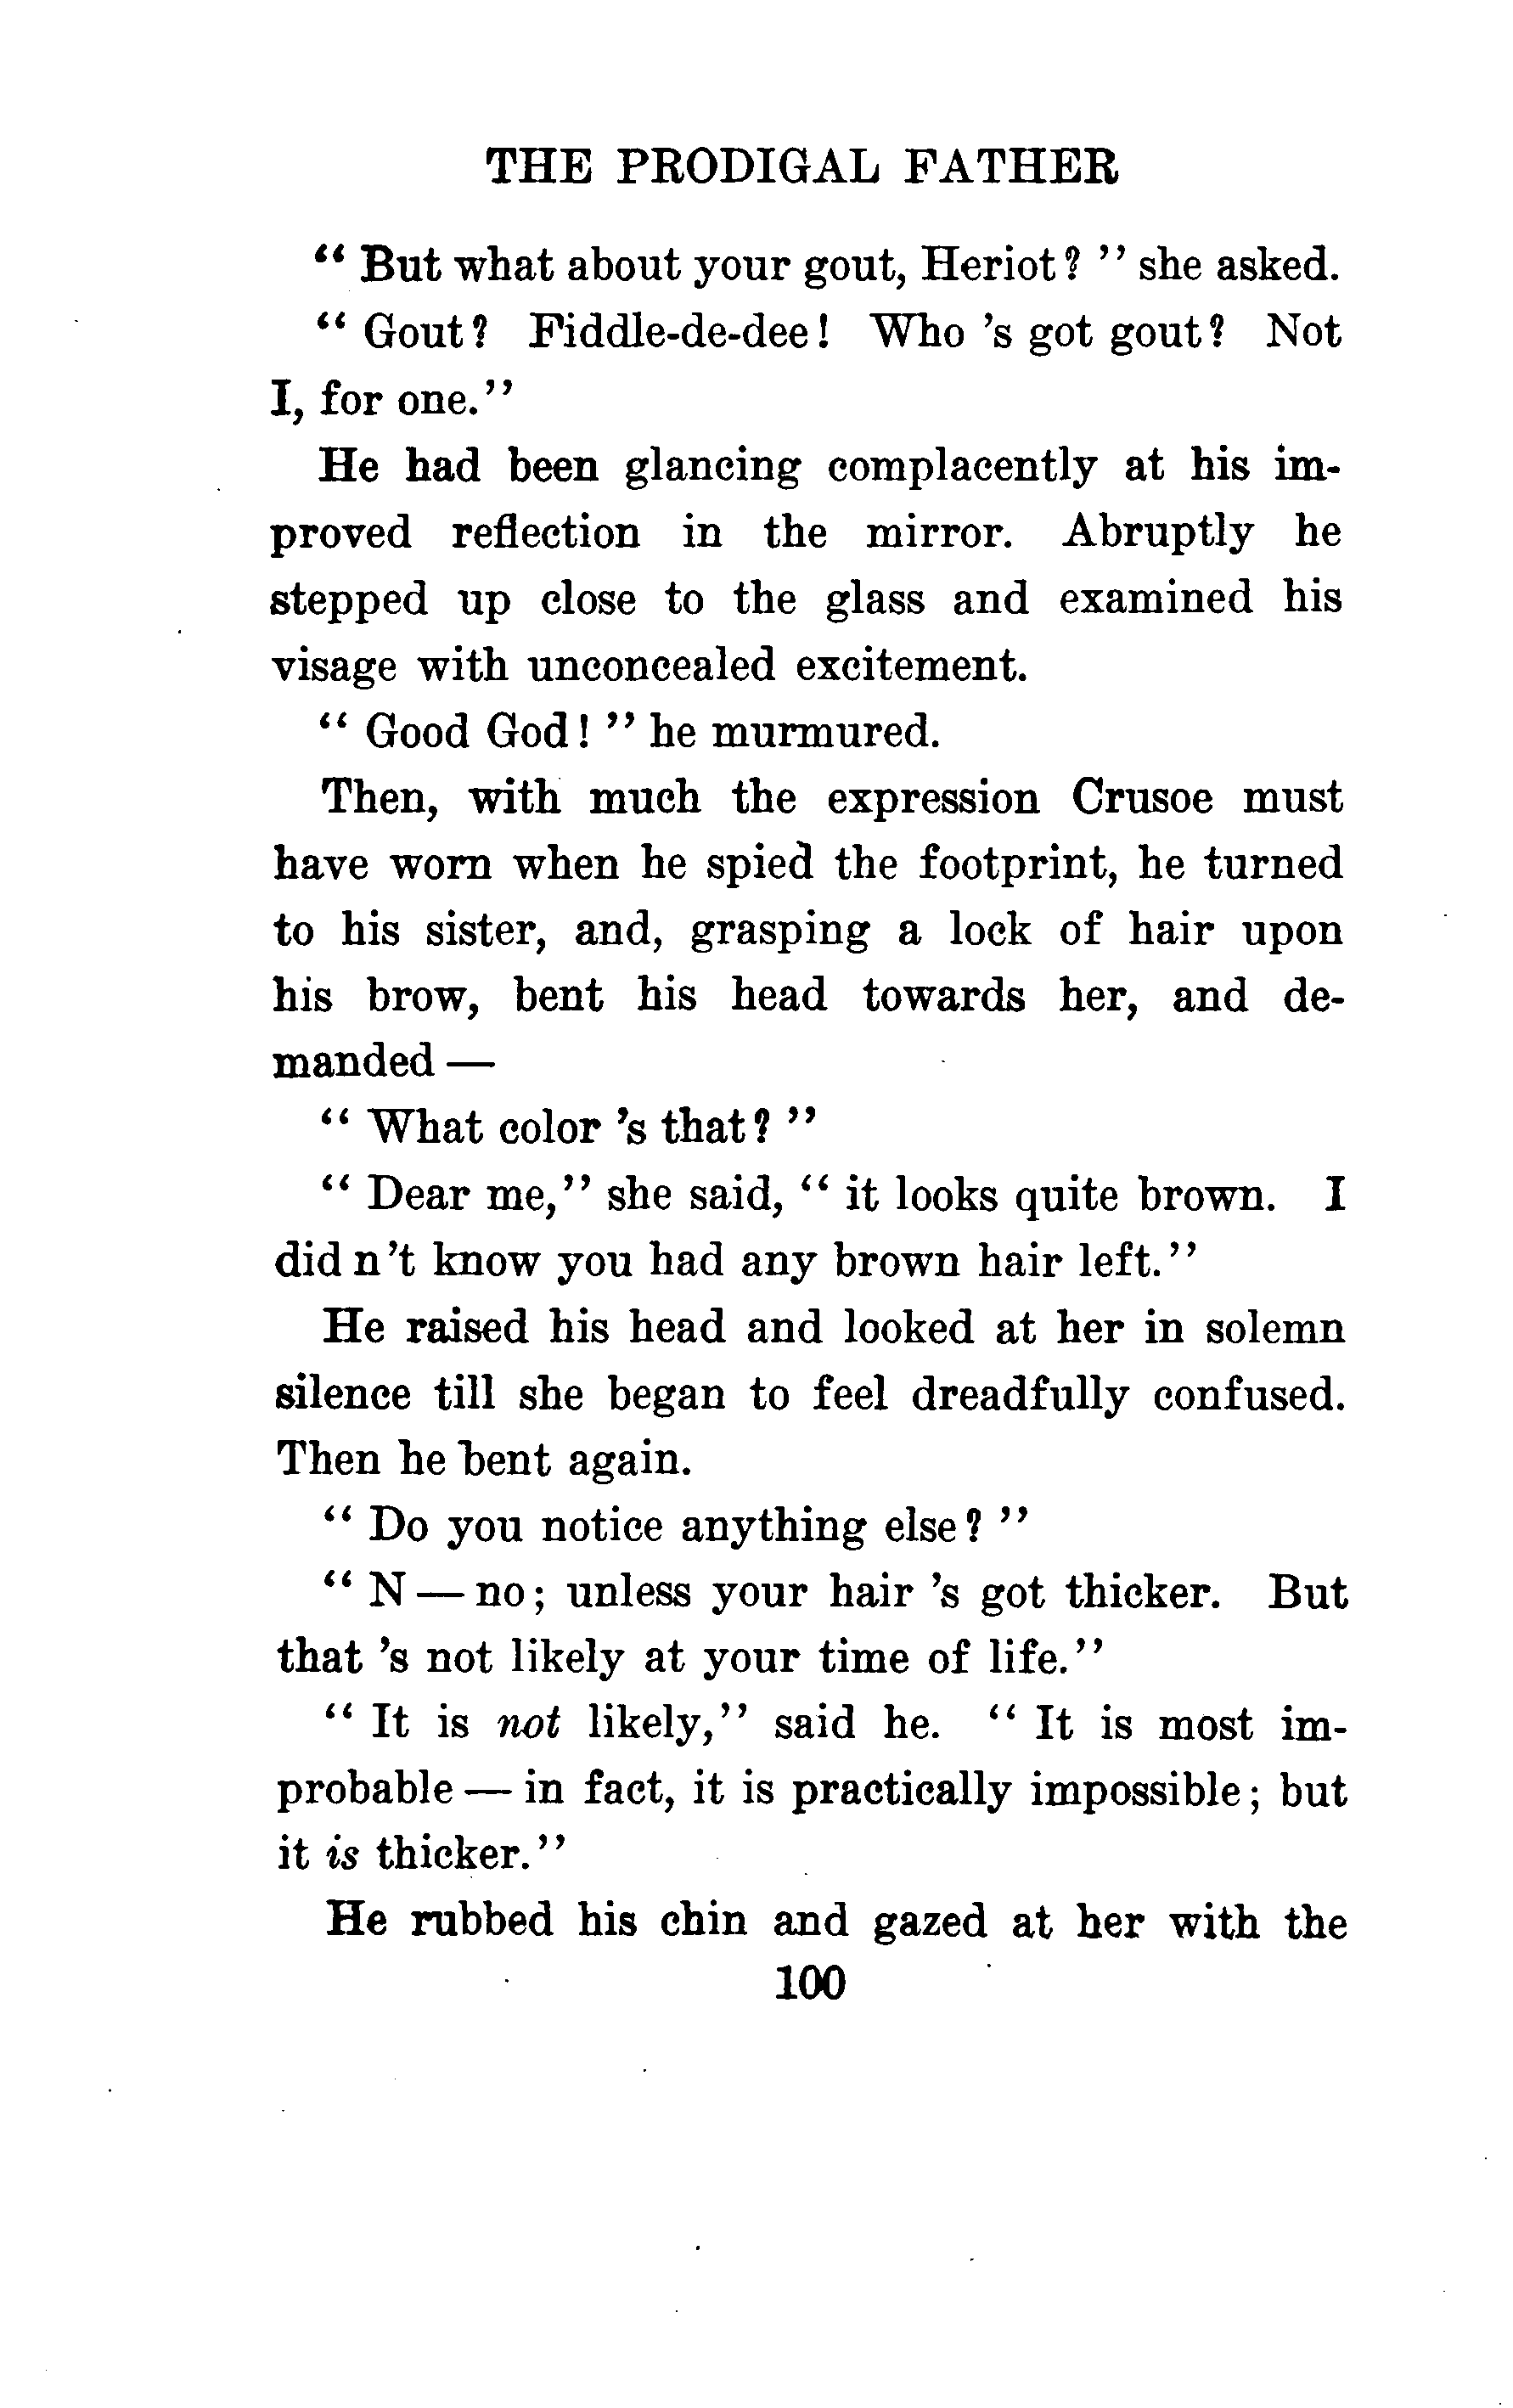 THE PRODIGAL FATHER
" But what about your gout, Heriot? " she asked.
" Gout? Fiddle-de-dee! Who 's got gout? Not
I, for one."
He had been glancing complacently at his im-
proved reflection in the mirror. Abruptly he
stepped up close to the glass and examined his
visage with unconcealed excitement.
" Good God! " he murmured.
Then, with much the expression Crusoe must
have worn when he spied the footprint, he turned
to his sister, and, grasping a lock of hair upon
his brow, bent his head towards her, and de-
manded —
" What color 's that? "
" Dear me," she said, " it looks quite brown. I
did n't know you had any brown hair left."
He raised his head and looked at her in solemn
silence till she began to feel dreadfully confused.
Then he bent again.
" Do you notice anything else? "
" N — no; unless your hair 's got thicker. But
that 's not likely at your time of life."
" It is not likely," said he. " It is most im-
probable — in fact, it is practically impossible; but
it is thicker."
He rubbed his chin and gazed at her with the
100